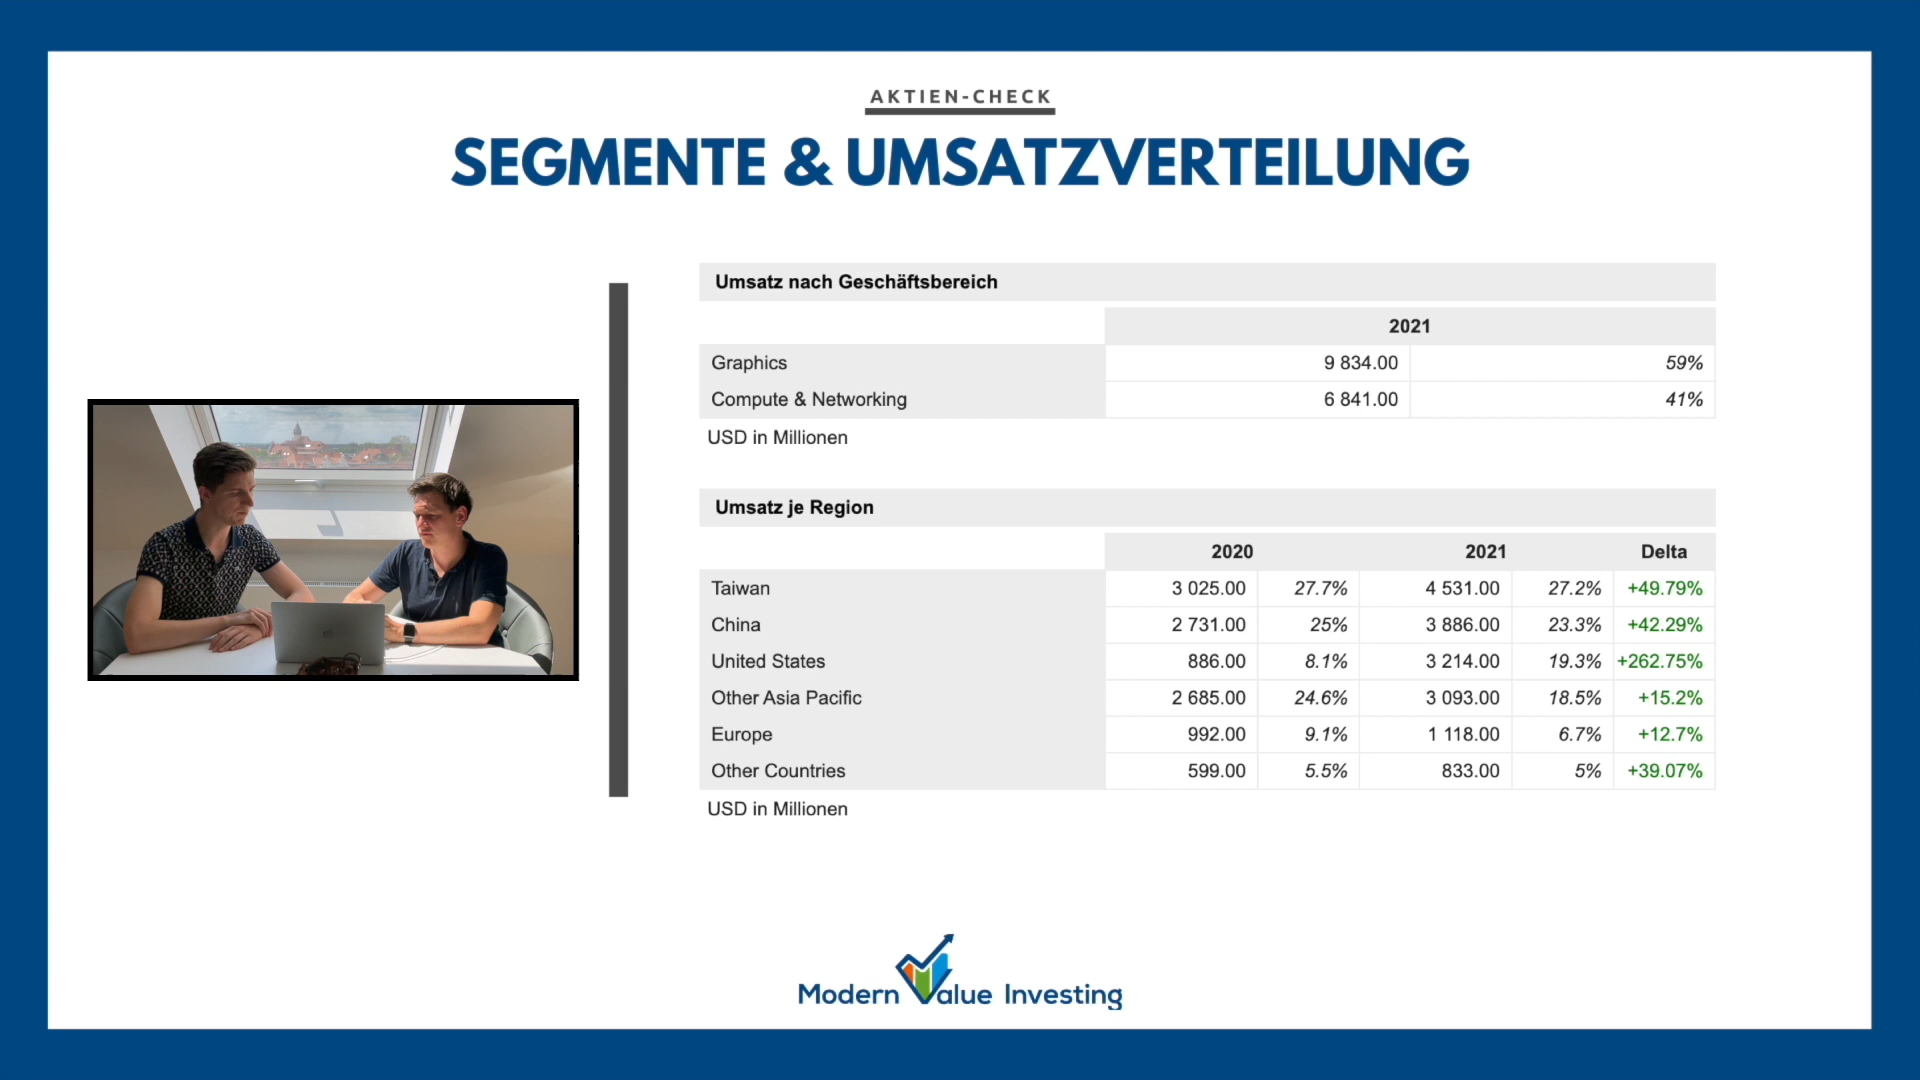 AKTIEN-CHECK
SEGMENTE & UMSATZVERTEILUNG
Umsatz nach Geschäftsbereich
2021
Graphics 9 834.00 59%
Compute & Networking 6 841.00 41%
USD in Millionen
Umsatz je Region
2020 2021 Delta
Taiwan 3 025.00 27.7% 4 531.00 27.2% +49.79%
China 2 731.00 25% 3 886.00 23.3% +42.29%
United States 886.00 8.1% 3 214.00 19.3% +262.75%
Other Asia Pacific 2 685.00 24.6% 3 093.00 18.5% +15.2%
Europe 992.00 9.1% 1 118.00 6.7% +12.7%
Other Countries 599.00 5.5% 833.00 5% +39.07%
USD in Millionen
Modern Value Investing